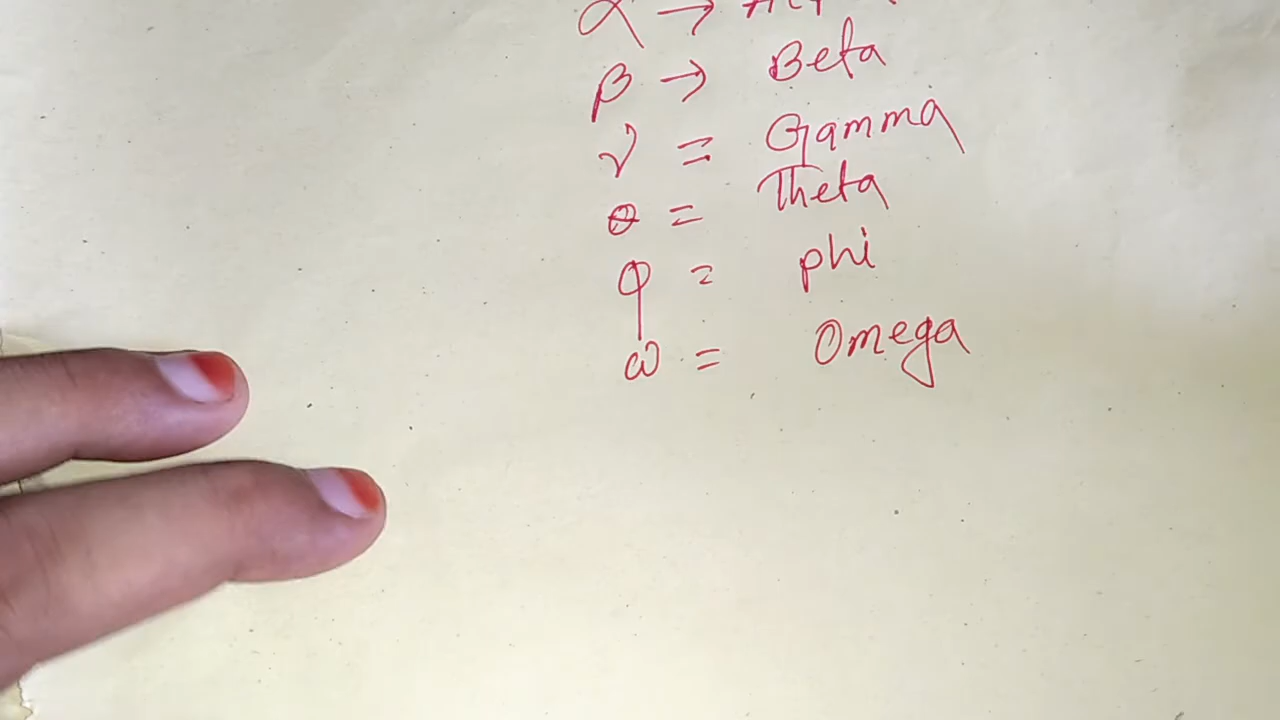 α →
β → Beta
γ = Gamma
θ = Theta
φ = phi
ω = Omega